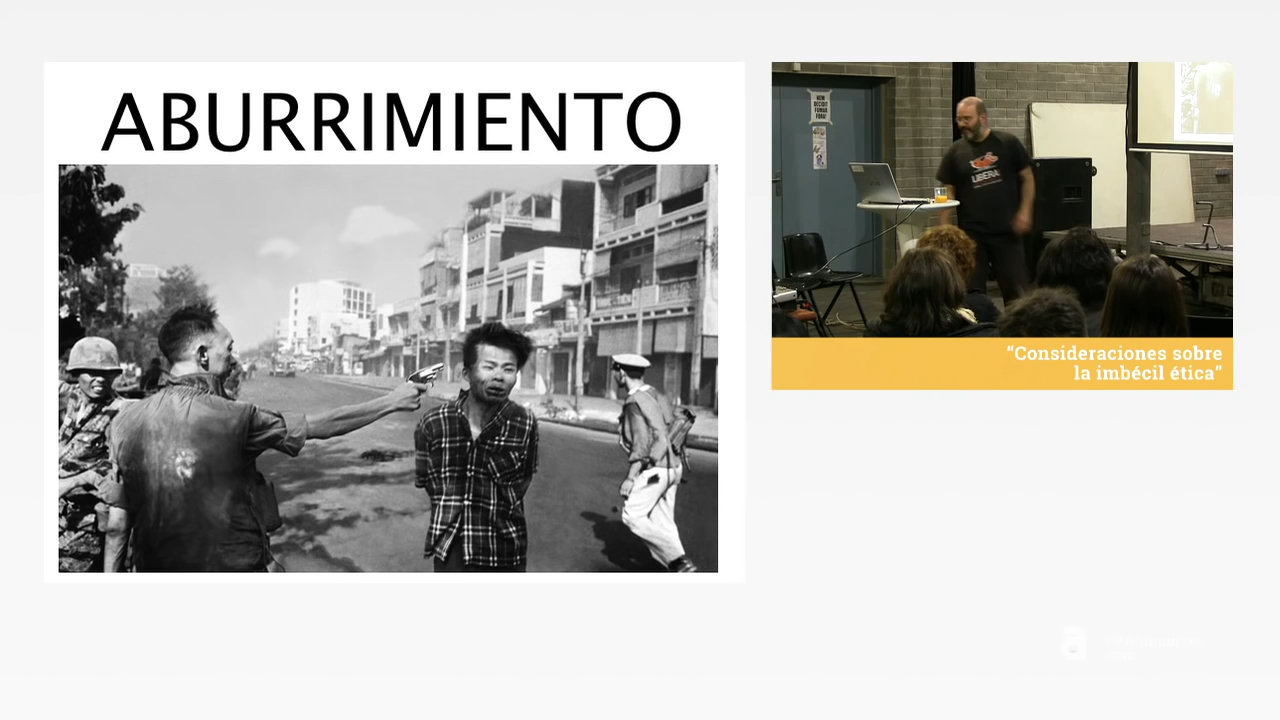 ABURRIMIENTO
LIBERA
“Consideraciones sobre
la imbécil ética”